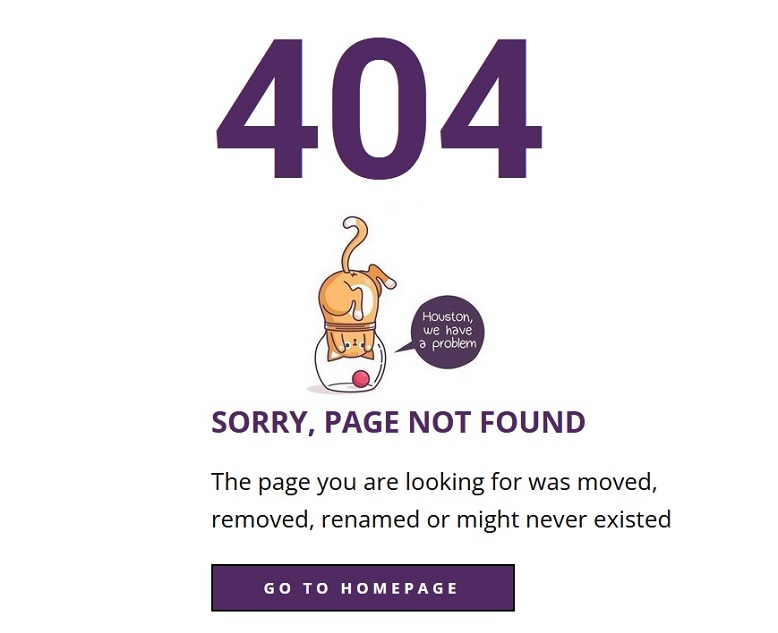 404
Houston,
we have
a problem
SORRY, PAGE NOT FOUND
The page you are looking for was moved,
removed, renamed or might never existed
GO TO HOMEPAGE